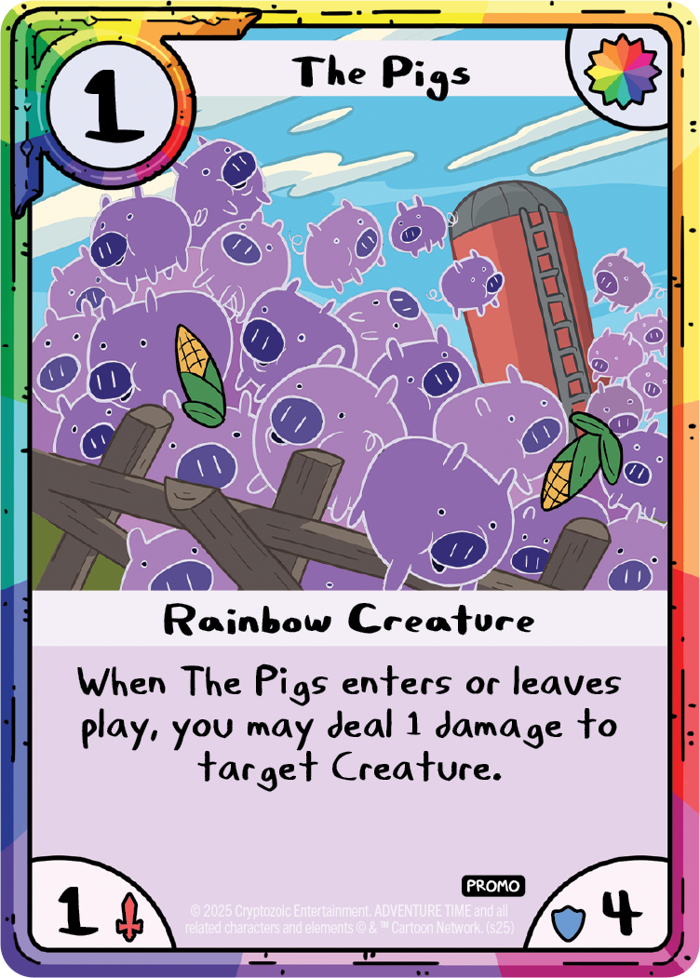 1
The Pigs
Rainbow Creature
When The Pigs enters or leaves
play, you may deal 1 damage to
target Creature.
PROMO
1
© 2025 Cryptozoic Entertainment. ADVENTURE TIME and all
related characters and elements © & ™ Cartoon Network. (s25)
4